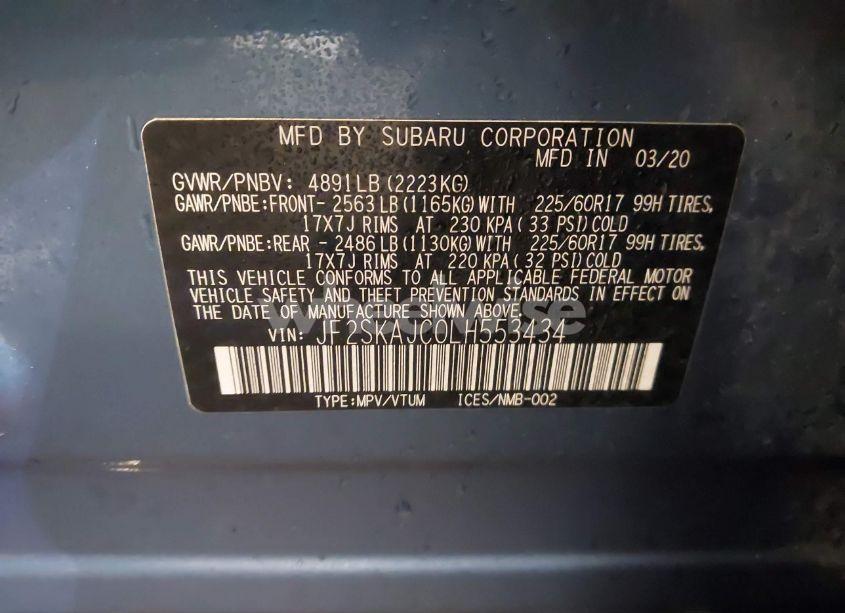 MFD BY SUBARU CORPORATION
MFD IN 03/20
GVWR/PNBV: 4891LB(2223KG)
GAWR/PNBE:FRONT- 2563LB(1165KG)WITH 225/60R17 99H TIRES,
17X7J RIMS AT 230 KPA( 33 PSI)COLD
GAWR/PNBE:REAR - 2486LB(1130KG)WITH 225/60R17 99H TIRES,
17X7J RIMS AT 220 KPA( 32 PSI)COLD
THIS VEHICLE CONFORMS TO ALL APPLICABLE FEDERAL MOTOR
VEHICLE SAFETY AND THEFT PREVENTION STANDARDS IN EFFECT ON
THE DATE OF MANUFACTURE SHOWN ABOVE.
VIN: JF2SKAJC0LH553434
TYPE:MPV/VTUM ICES/NMB-002